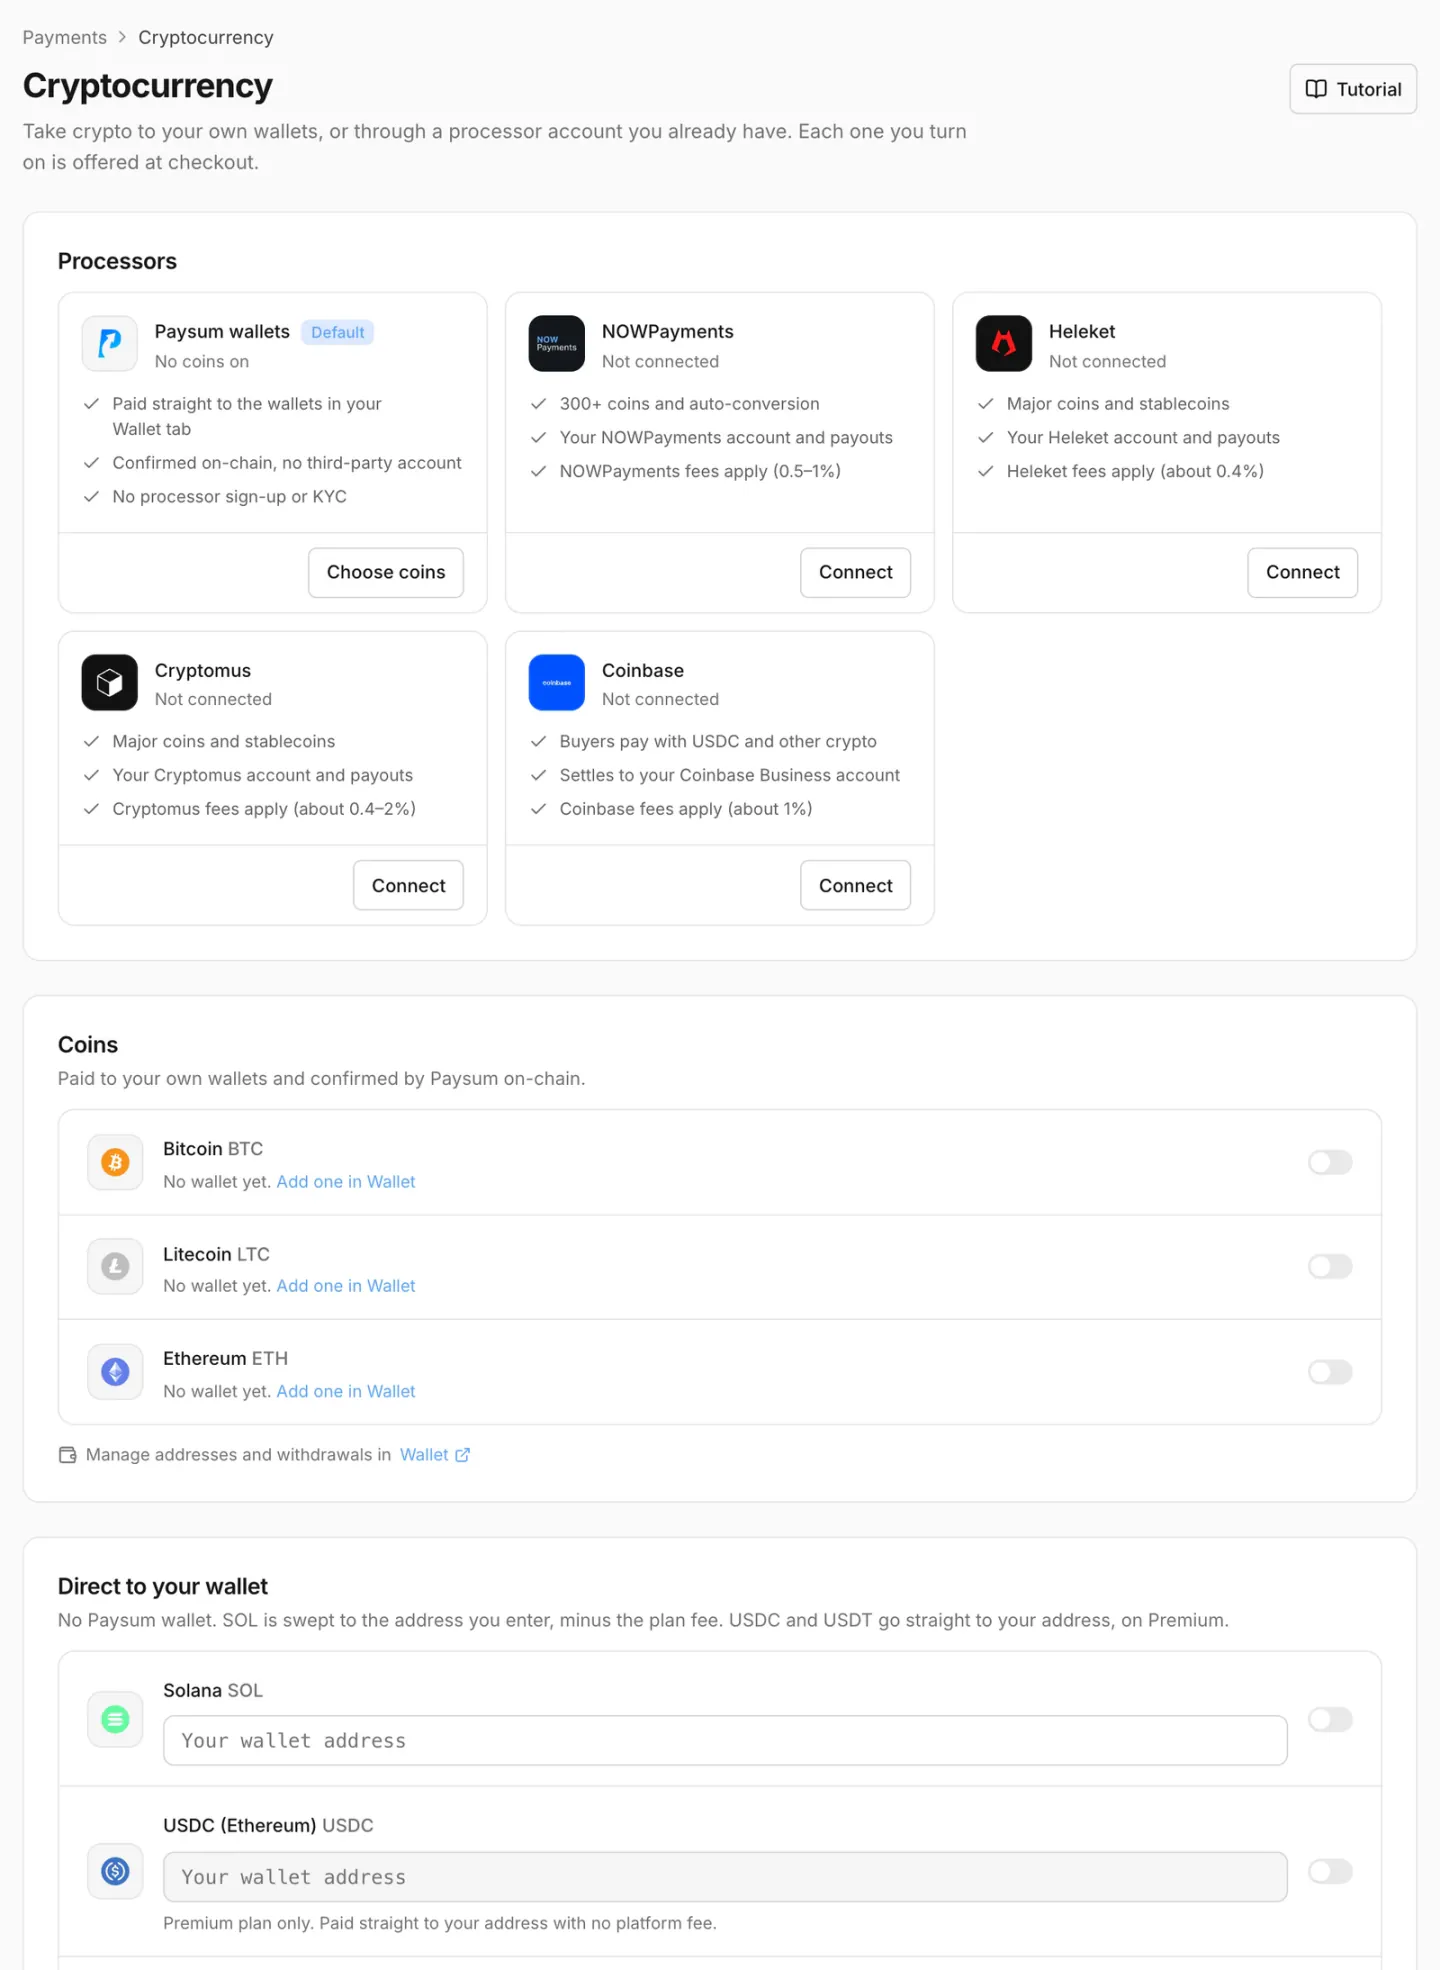 Payments > Cryptocurrency
Cryptocurrency
Tutorial
Take crypto to your own wallets, or through a processor account you already have. Each one you turn
on is offered at checkout.
Processors
Paysum wallets Default
No coins on
Paid straight to the wallets in your
Wallet tab
Confirmed on-chain, no third-party account
No processor sign-up or KYC
Choose coins
NOW
Payments
NOWPayments
Not connected
300+ coins and auto-conversion
Your NOWPayments account and payouts
NOWPayments fees apply (0.5–1%)
Connect
Heleket
Not connected
Major coins and stablecoins
Your Heleket account and payouts
Heleket fees apply (about 0.4%)
Connect
Cryptomus
Not connected
Major coins and stablecoins
Your Cryptomus account and payouts
Cryptomus fees apply (about 0.4–2%)
Connect
coinbase
Coinbase
Not connected
Buyers pay with USDC and other crypto
Settles to your Coinbase Business account
Coinbase fees apply (about 1%)
Connect
Coins
Paid to your own wallets and confirmed by Paysum on-chain.
Bitcoin BTC
No wallet yet. Add one in Wallet
Litecoin LTC
No wallet yet. Add one in Wallet
Ethereum ETH
No wallet yet. Add one in Wallet
Manage addresses and withdrawals in Wallet
Direct to your wallet
No Paysum wallet. SOL is swept to the address you enter, minus the plan fee. USDC and USDT go straight to your address, on Premium.
Solana SOL
Your wallet address
USDC (Ethereum) USDC
Your wallet address
Premium plan only. Paid straight to your address with no platform fee.